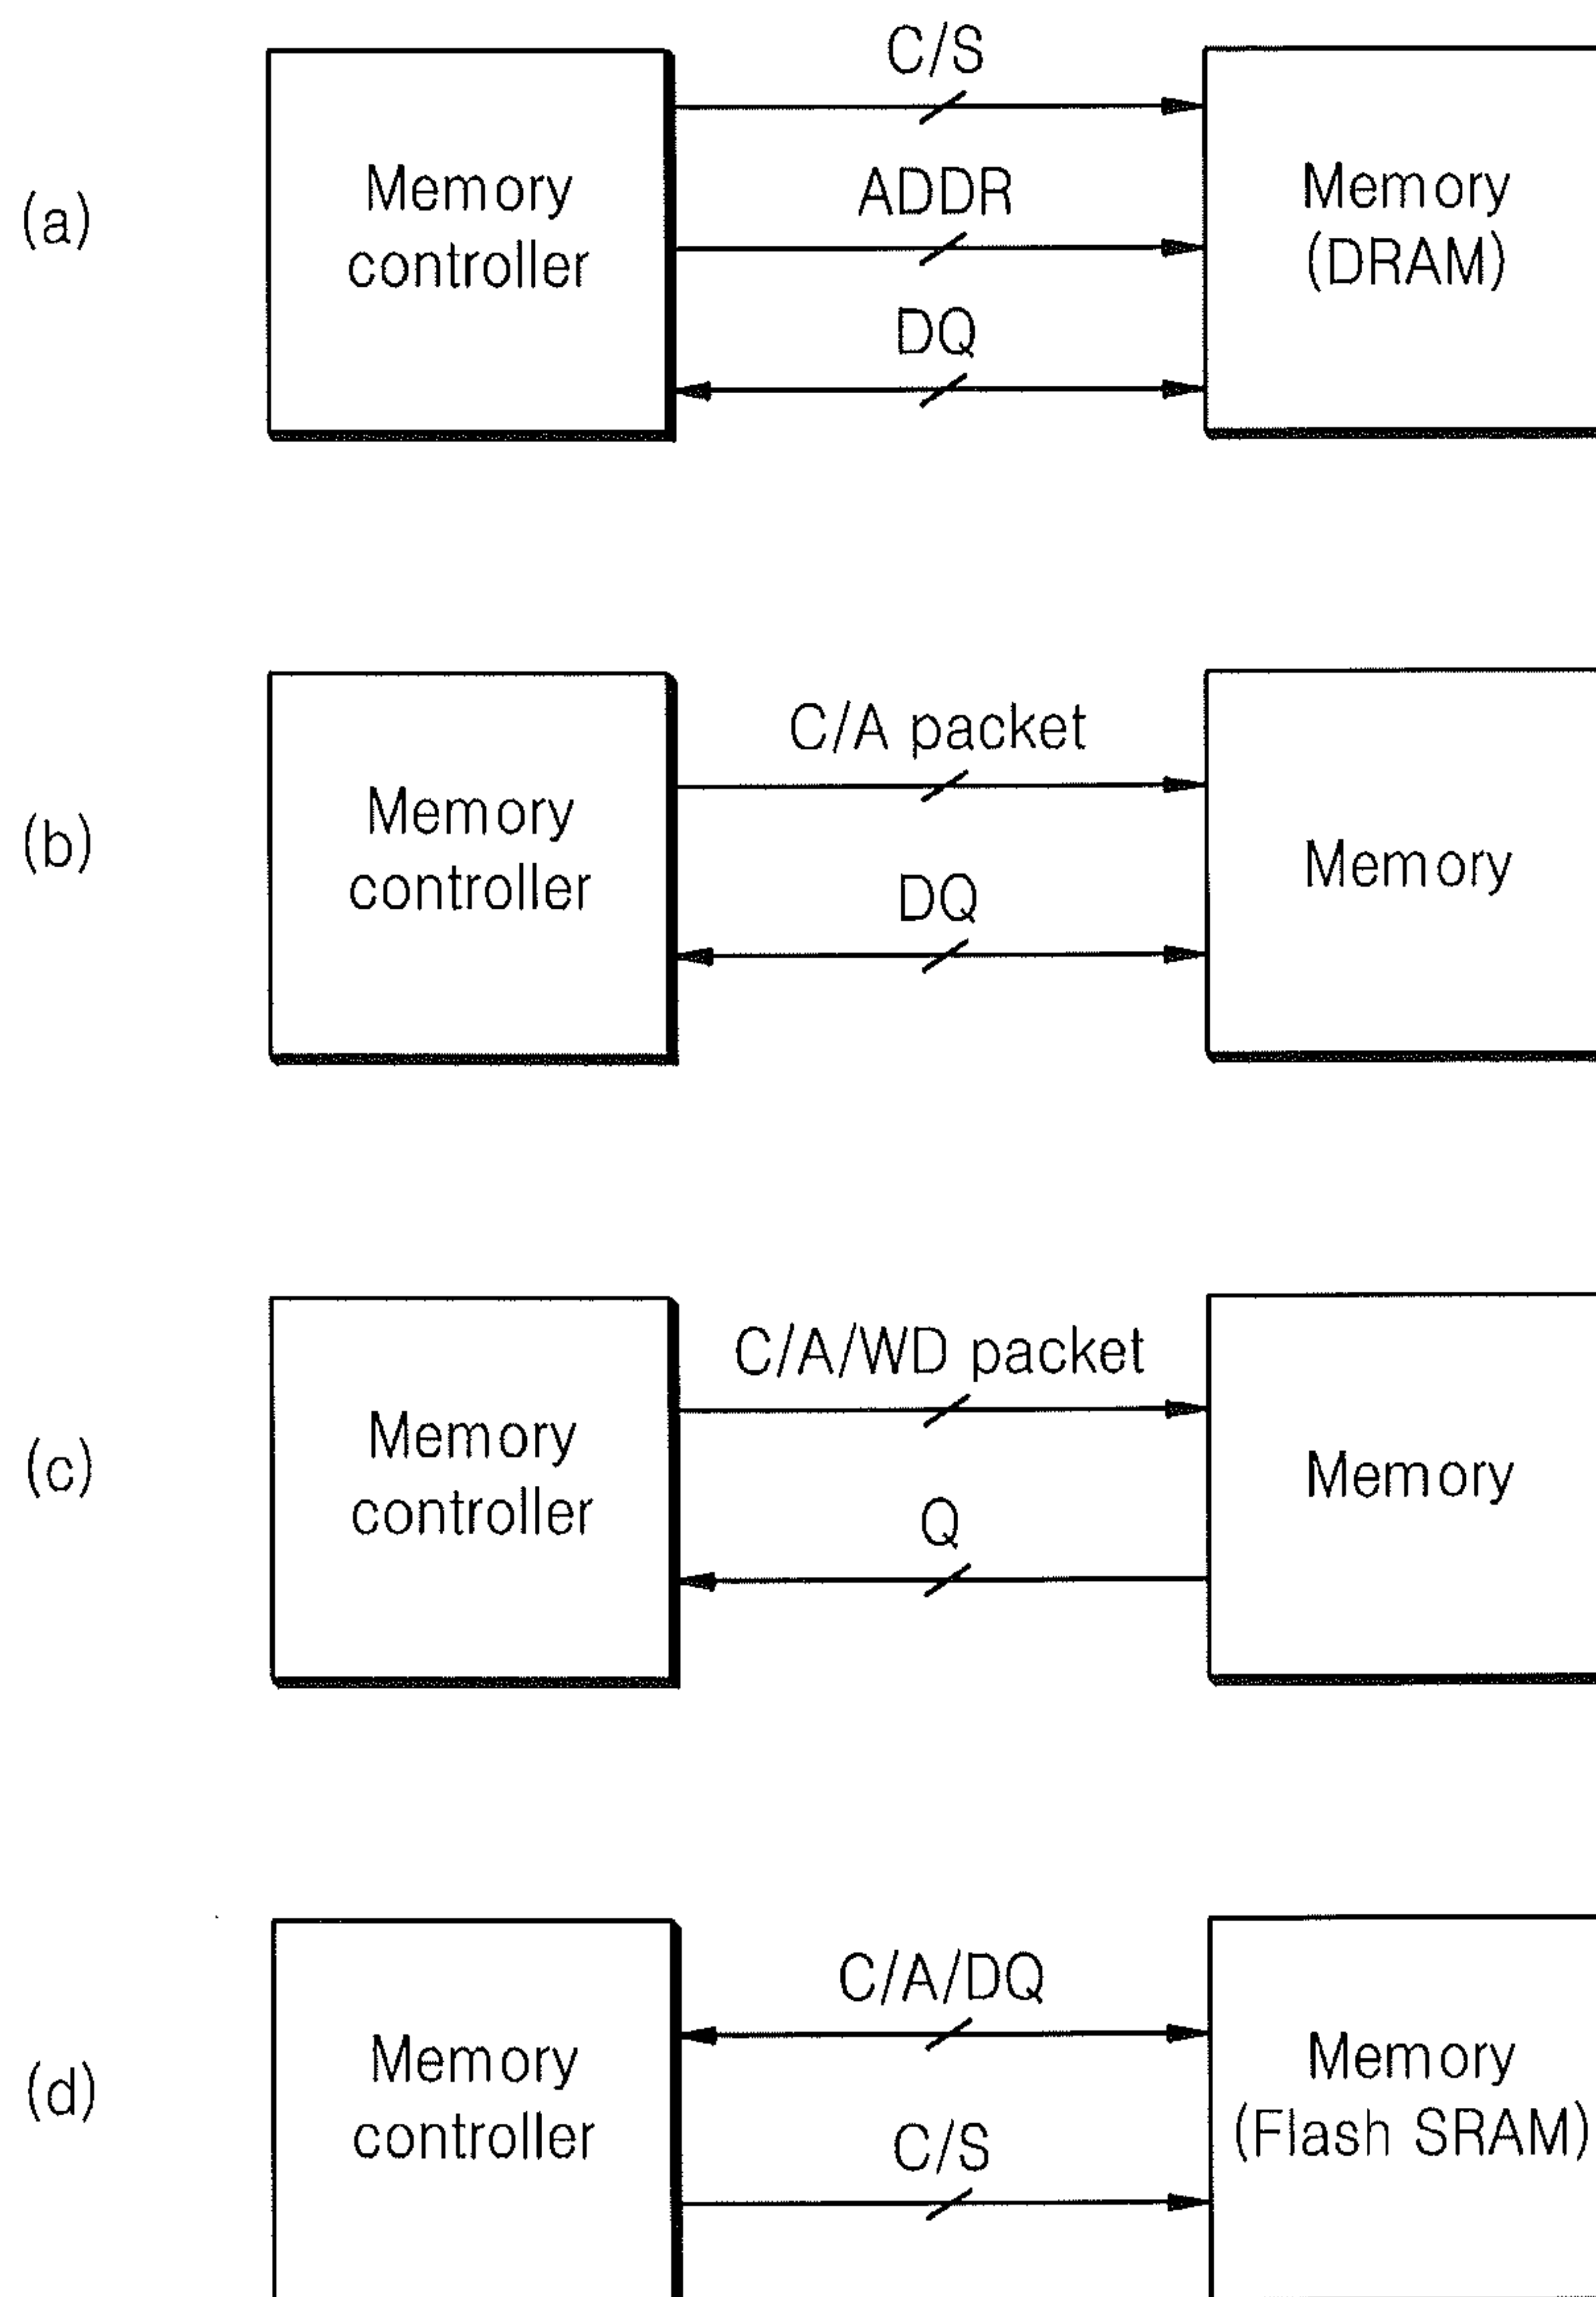 (a)
Memory
controller
C/S
ADDR
DQ
Memory
(DRAM)
(b)
Memory
controller
C/A packet
DQ
Memory
(c)
Memory
controller
C/A/WD packet
Q
Memory
(d)
Memory
controller
C/A/DQ
C/S
Memory
(Flash SRAM)